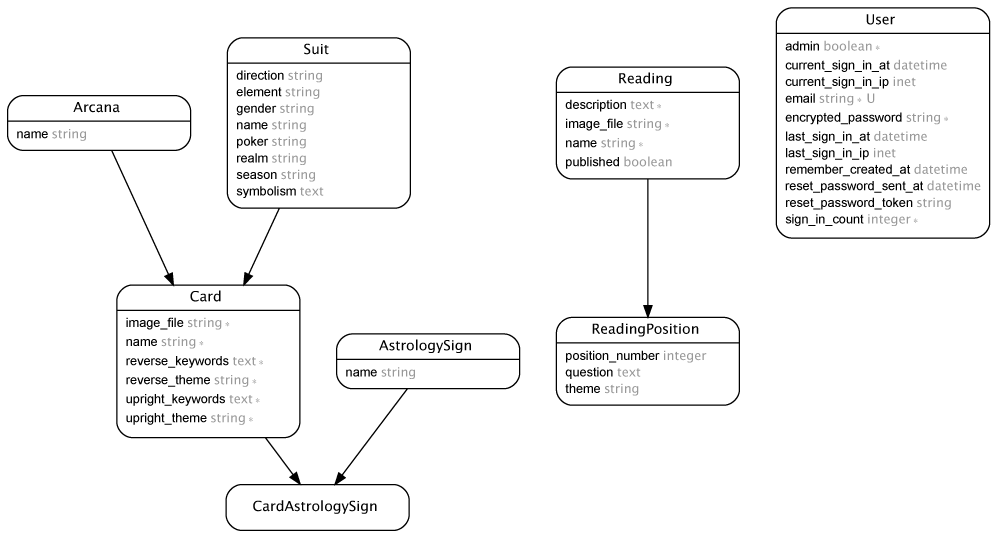 Arcana
name string
Suit
direction string
element string
gender string
name string
poker string
realm string
season string
symbolism text
Reading
description text *
image_file string *
name string *
published boolean
User
admin boolean *
current_sign_in_at datetime
current_sign_in_ip inet
email string * U
encrypted_password string *
last_sign_in_at datetime
last_sign_in_ip inet
remember_created_at datetime
reset_password_sent_at datetime
reset_password_token string
sign_in_count integer *
Card
image_file string *
name string *
reverse_keywords text *
reverse_theme string *
upright_keywords text *
upright_theme string *
AstrologySign
name string
ReadingPosition
position_number integer
question text
theme string
CardAstrologySign